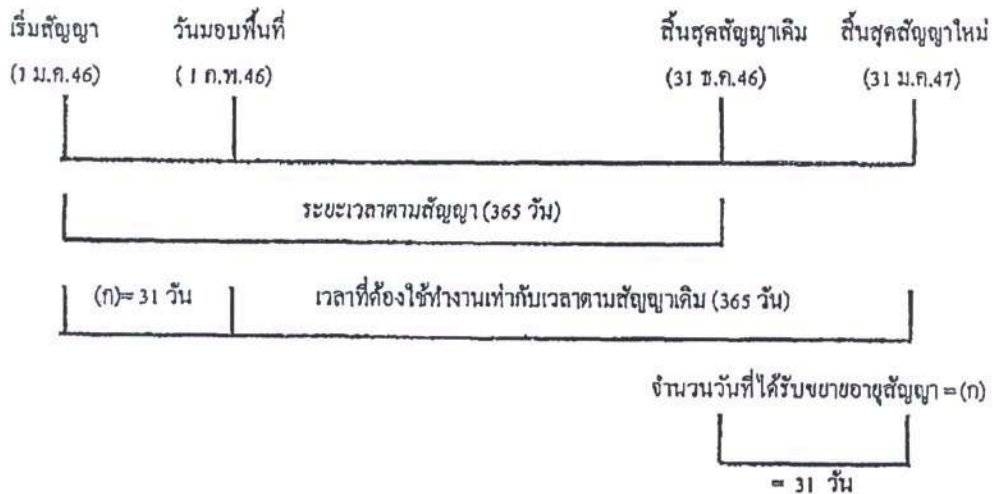 เริ่มสัญญา วันมอบพื้นที่ สิ้นสุดสัญญาเดิม สิ้นสุดสัญญาใหม่
(1 ม.ค.46) (1 ก.พ.46) (31 ธ.ค.46) (31 ม.ค.47)
ระยะเวลาตามสัญญา (365 วัน)
(ก)= 31 วัน เวลาที่ต้องใช้ทำงานเท่ากับเวลาตามสัญญาเดิม (365 วัน)
จำนวนวันที่ได้รับขยายอายุสัญญา = (ก)
= 31 วัน